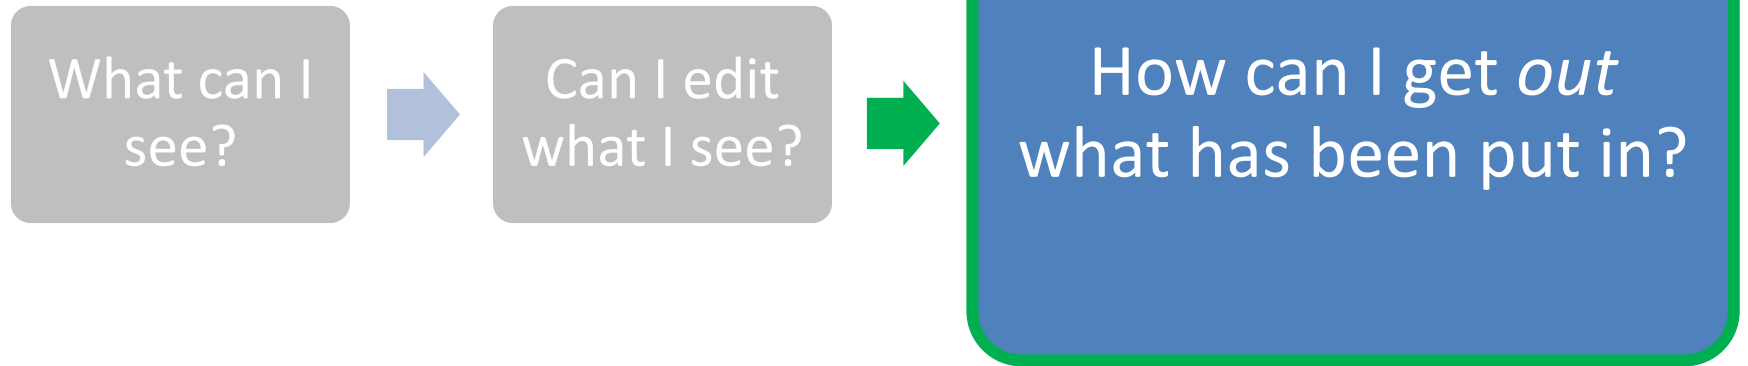 What can I
see?
Can I edit
what I see?
How can I get out
what has been put in?